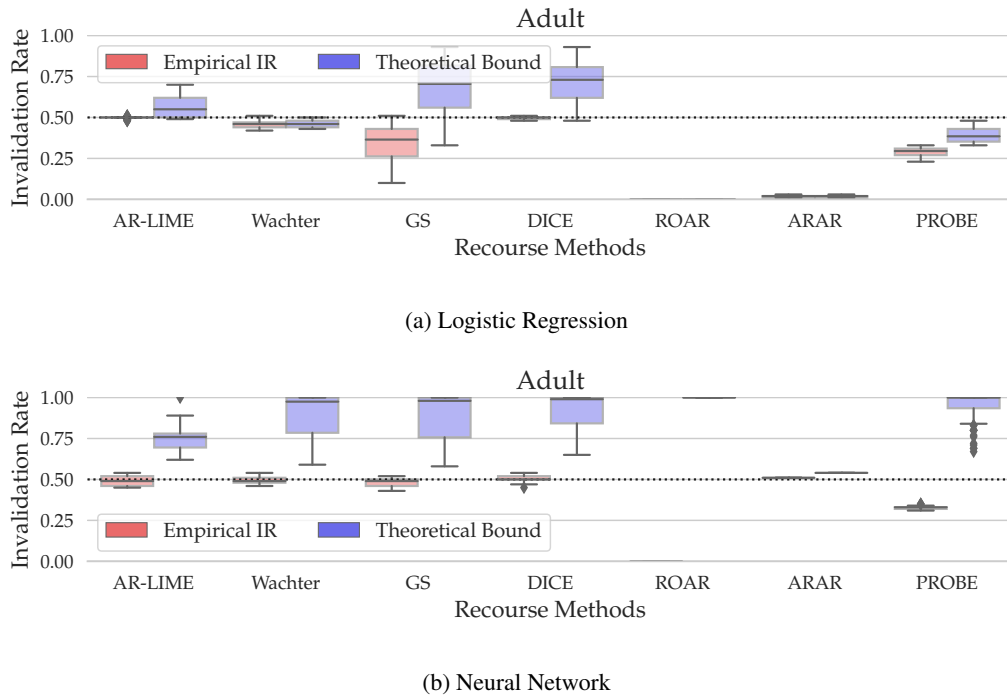 Adult
1.00
Empirical IR
Theoretical Bound
0.75
0.50
0.25
0.00
Invalidation Rate
AR-LIME Wachter GS DICE ROAR ARAR PROBE
Recourse Methods
(a) Logistic Regression
Adult
1.00
0.75
0.50
Empirical IR
Theoretical Bound
0.25
0.00
Invalidation Rate
AR-LIME Wachter GS DICE ROAR ARAR PROBE
Recourse Methods
(b) Neural Network